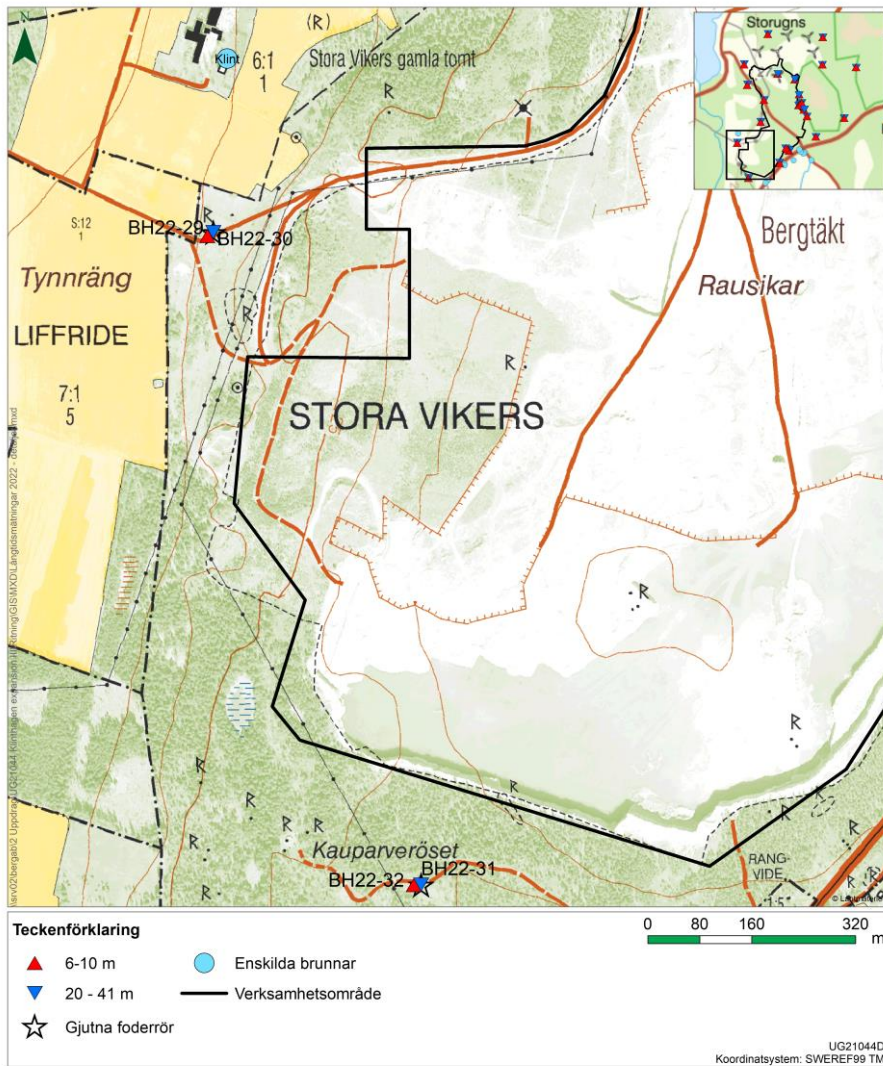 N
Storugns
Klint
6:1
1
(R)
R
Stora Vikers gamla tomt
R
S:12
1
R
BH22-29
BH22-30
Bergtäkt
Tynnräng
Rausikar
LIFFRIDE
R
R
7:1
5
STORA VIKERS
R
R
R
R
R
R
R
R
Kauparveröset
R
BH22-31
BH22-32
RANG-
VIDE
1:5
Teckenförklaring
0 80 160 320
m
6-10 m
Enskilda brunnar
20 - 41 m
Verksamhetsområde
Gjutna foderrör
UG21044D
Koordinatsystem: SWEREF99 TM